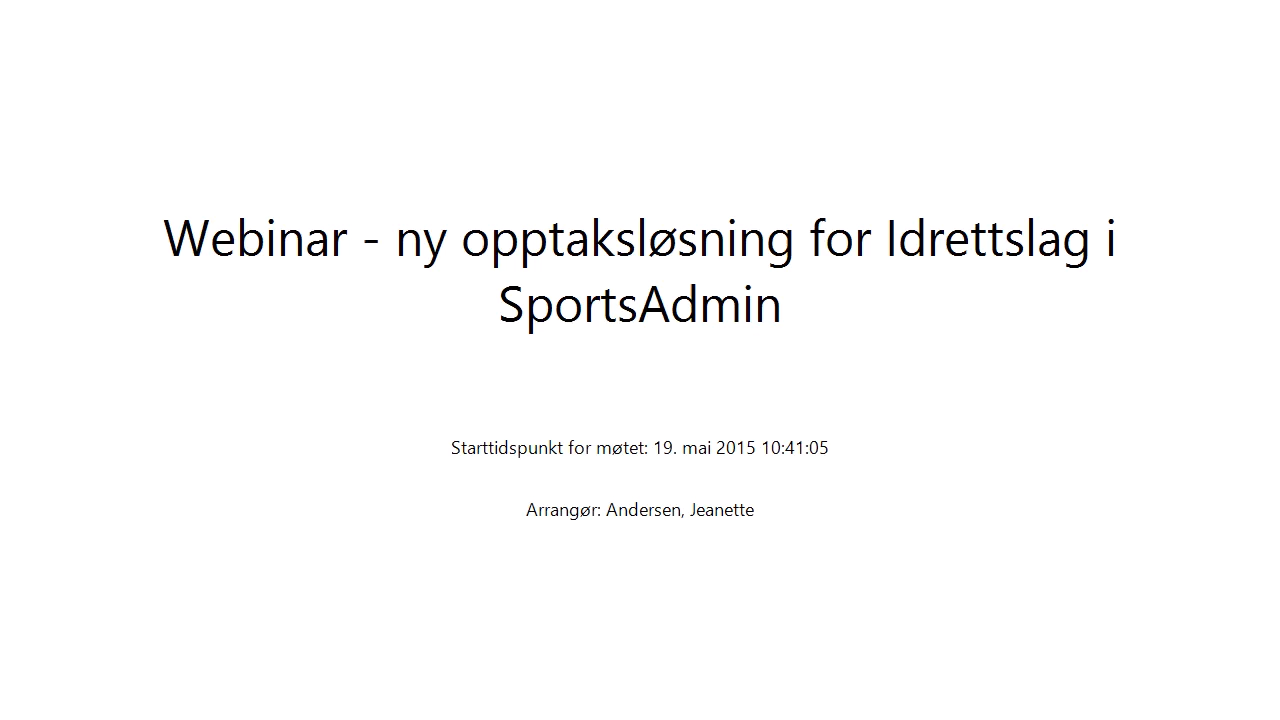 Webinar - ny opptaksløsning for Idrettslag i
SportsAdmin
Starttidspunkt for møtet: 19. mai 2015 10:41:05
Arrangør: Andersen, Jeanette